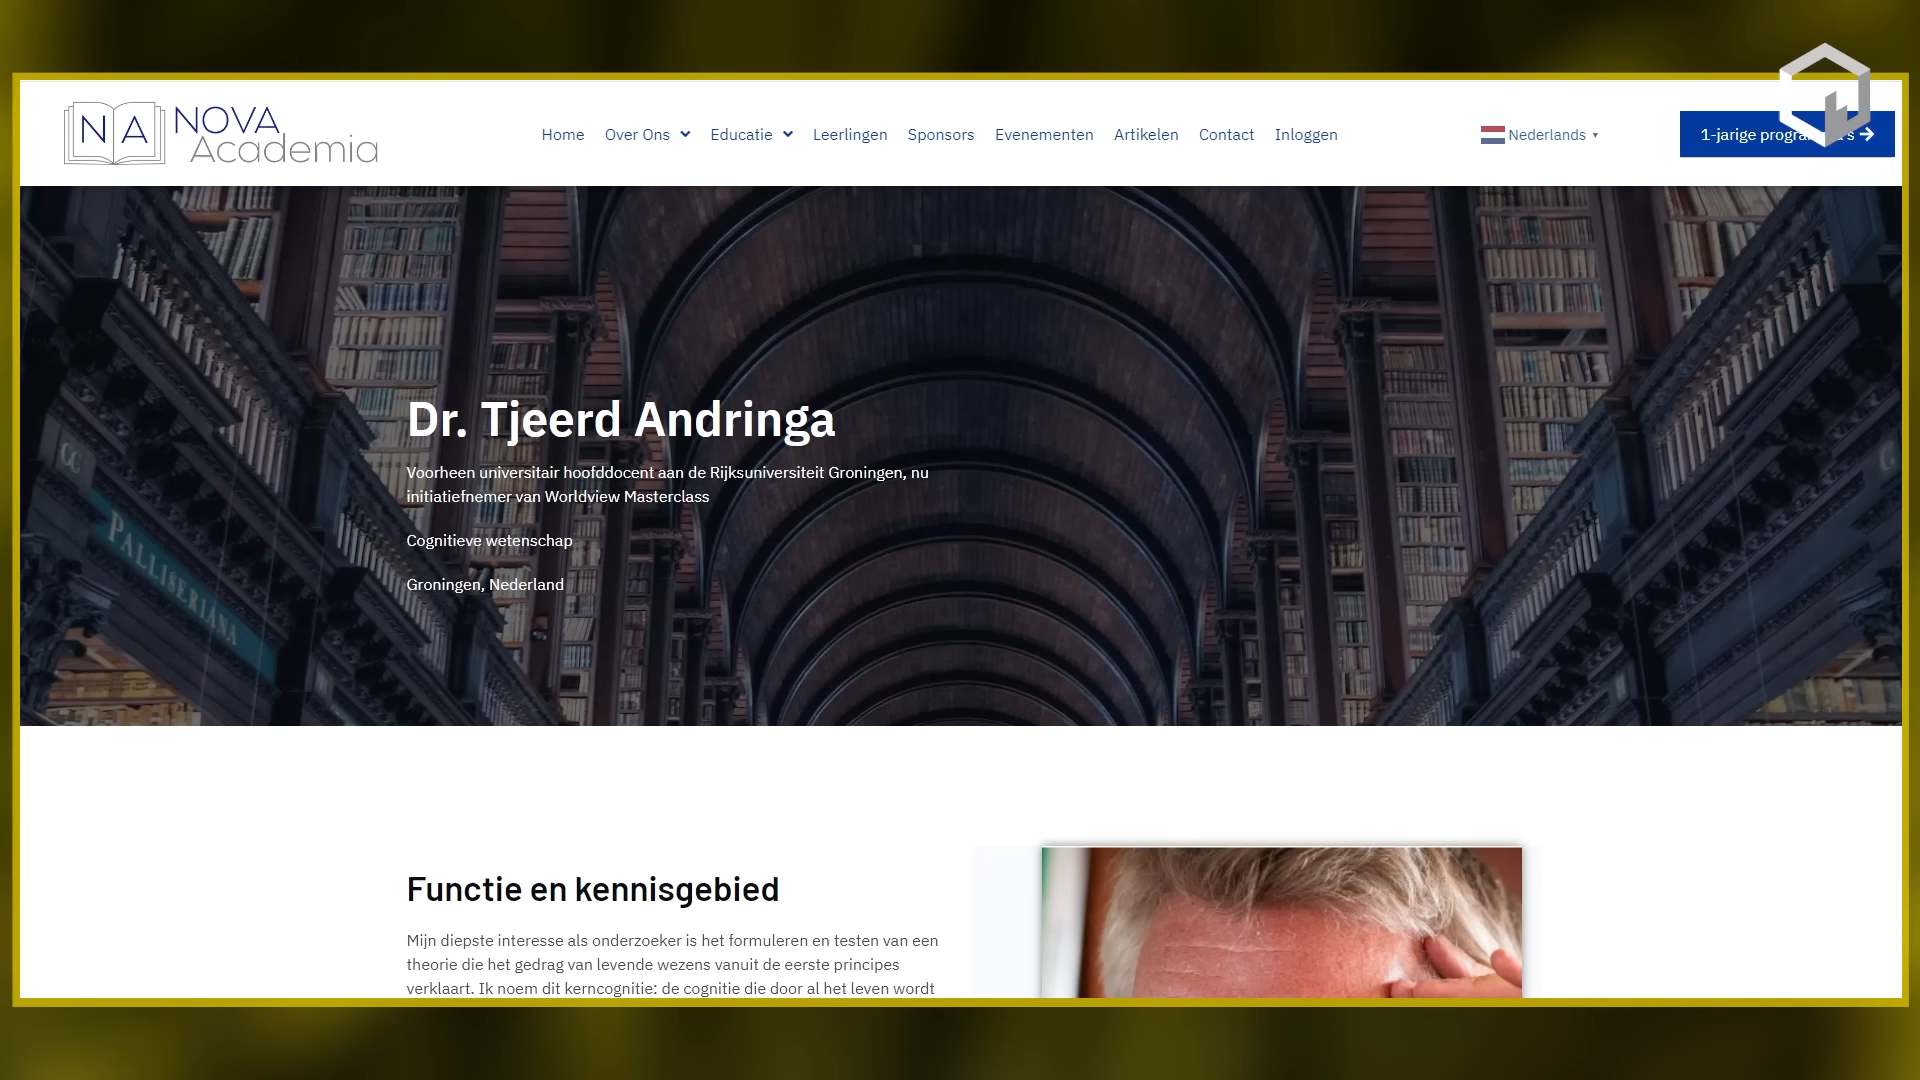 N A NOVA
Academia
Home Over Ons Educatie Leerlingen Sponsors Evenementen Artikelen Contact Inloggen
Nederlands
1-jarige
PALLISERIANA
Dr. Tjeerd Andringa
Voorheen universitair hoofddocent aan de Rijksuniversiteit Groningen, nu
initiatiefnemer van Worldview Masterclass
Cognitieve wetenschap
Groningen, Nederland
Functie en kennisgebied
Mijn diepste interesse als onderzoeker is het formuleren en testen van een
theorie die het gedrag van levende wezens vanuit de eerste principes
verklaart. Ik noem dit kerncognitie: de cognitie die door al het leven wordt